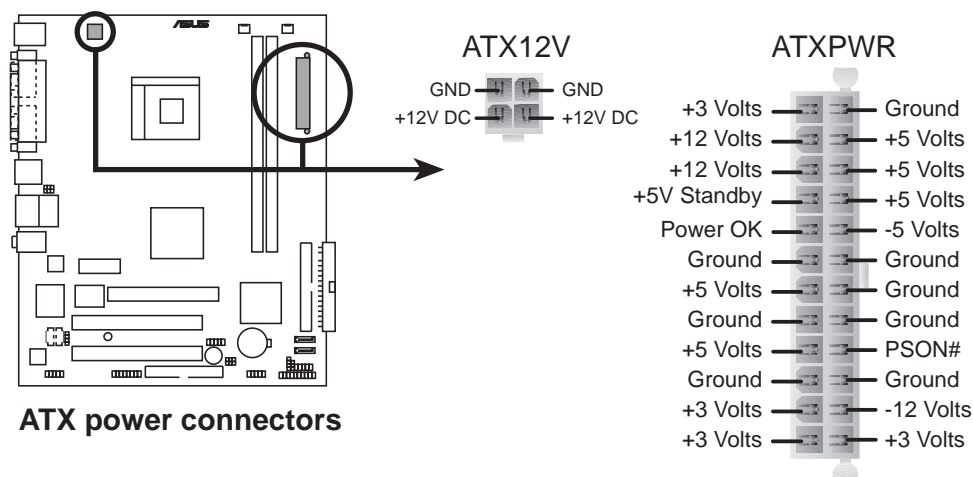 ASUS
ATX12V
GND GND
+12V DC +12V DC
ATXPWR
+3 Volts Ground
+12 Volts +5 Volts
+12 Volts +5 Volts
+5V Standby +5 Volts
Power OK -5 Volts
Ground Ground
+5 Volts Ground
Ground Ground
+5 Volts PSON#
Ground Ground
+3 Volts -12 Volts
+3 Volts +3 Volts
ATX power connectors